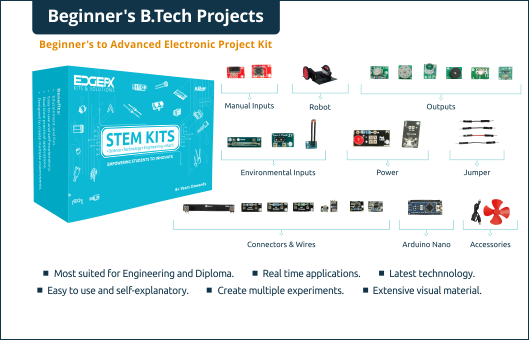 Beginner's B.Tech Projects
Beginner's to Advanced Electronic Project Kit
EDGEFX
KITS & SOLUTIONS
STEM KITS
EMPOWERING STUDENTS TO INNOVATE
Benefits:
Manual Inputs
Robot
Outputs
Environmental Inputs
Power
Jumper
Connectors & Wires
Arduino Nano
Accessories
■ Most suited for Engineering and Diploma. ■ Real time applications. ■ Latest technnology.
■ Easy to use and self-explanatory. ■ Create multiple experiments. ■ Extensive visual material.